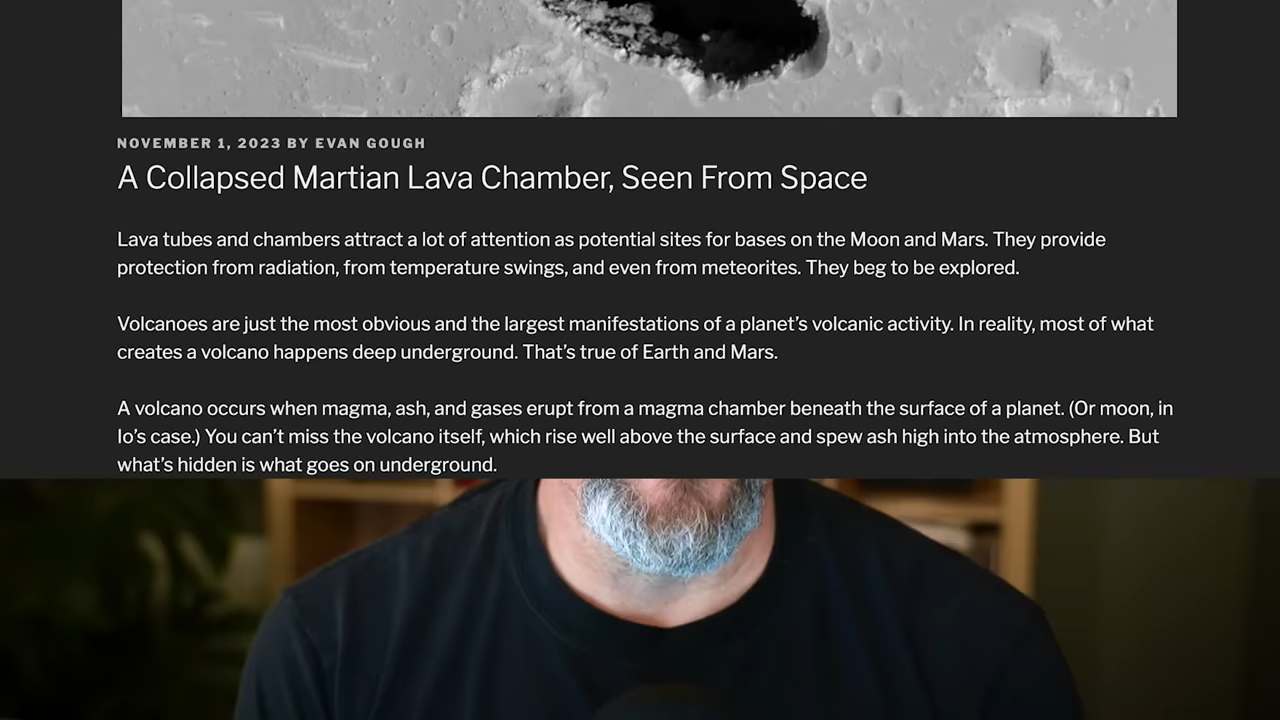 NOVEMBER 1, 2023 BY EVAN GOUGH
A Collapsed Martian Lava Chamber, Seen From Space
Lava tubes and chambers attract a lot of attention as potential sites for bases on the Moon and Mars. They provide
protection from radiation, from temperature swings, and even from meteorites. They beg to be explored.
Volcanoes are just the most obvious and the largest manifestations of a planet’s volcanic activity. In reality, most of what
creates a volcano happens deep underground. That’s true of Earth and Mars.
A volcano occurs when magma, ash, and gases erupt from a magma chamber beneath the surface of a planet. (Or moon, in
Io’s case.) You can’t miss the volcano itself, which rise well above the surface and spew ash high into the atmosphere. But
what’s hidden is what goes on underground.